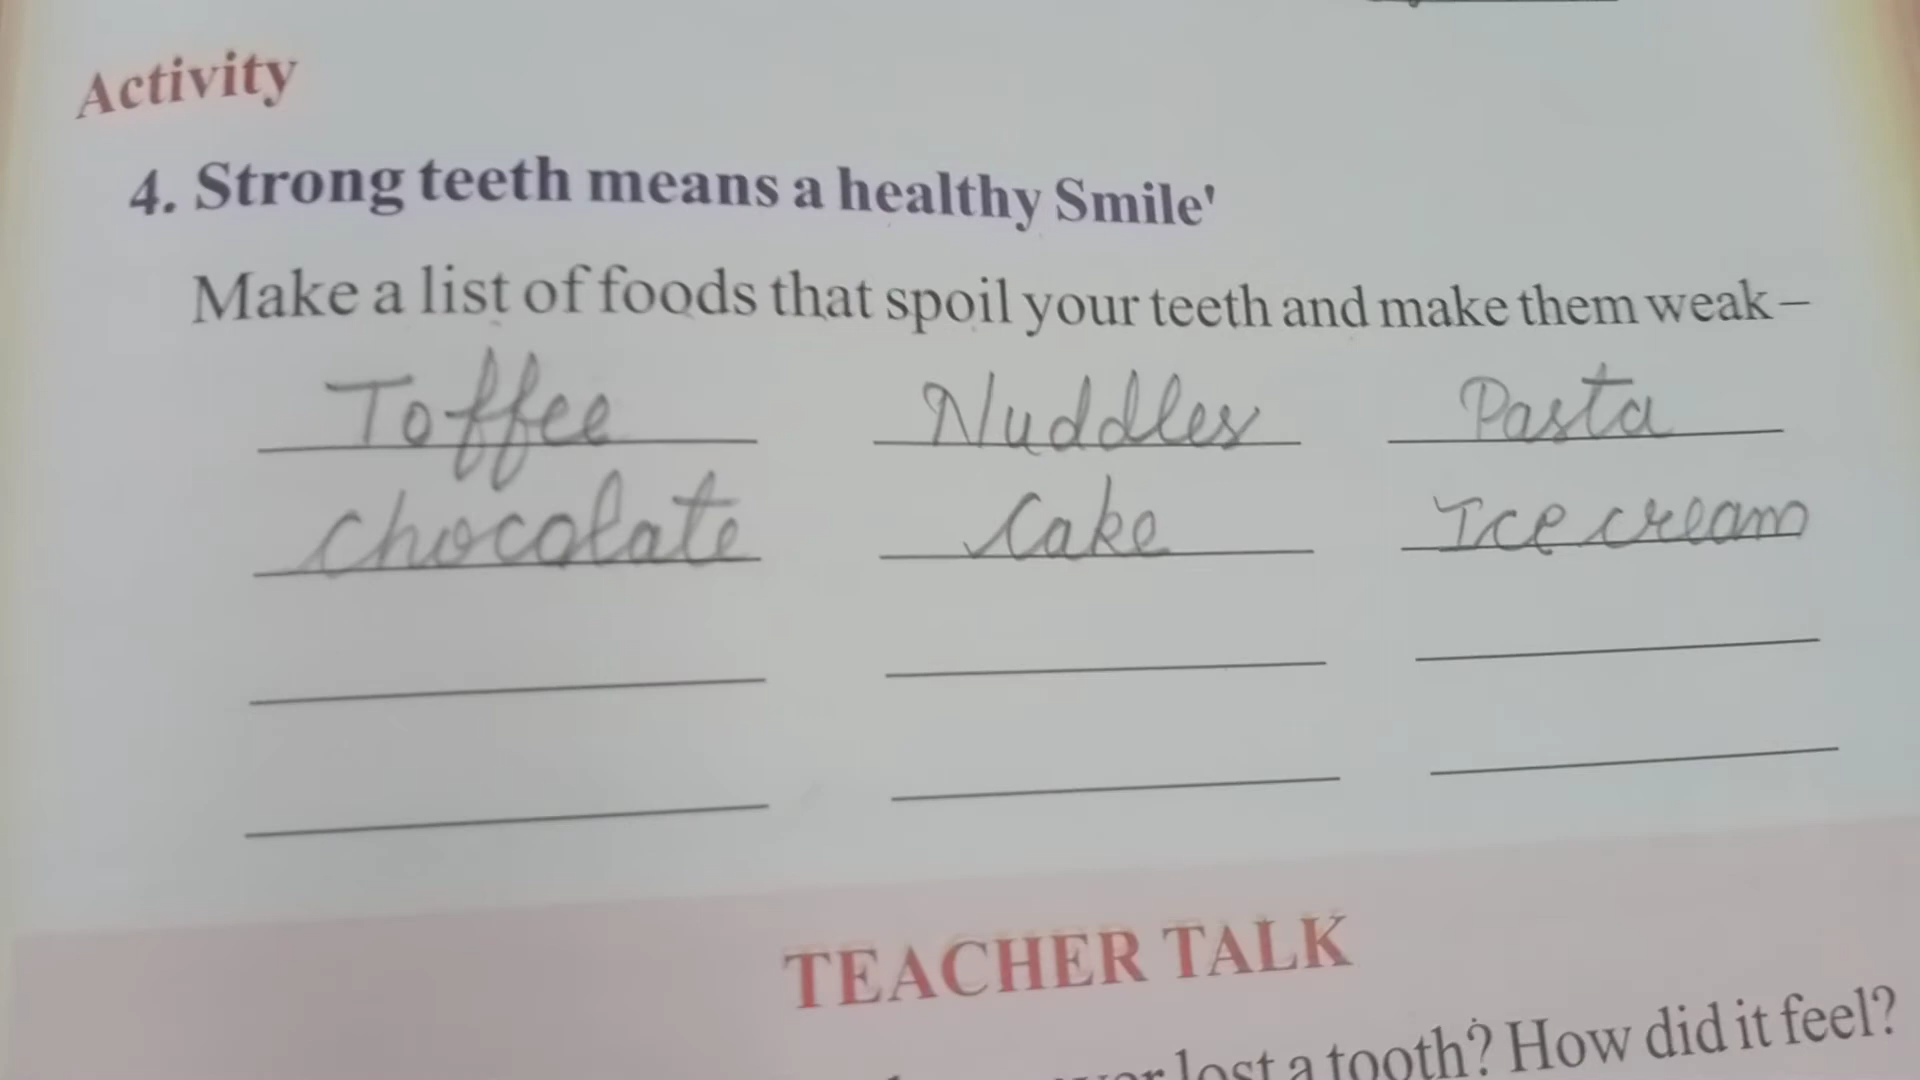 Activity
4. Strong teeth means a healthy Smile'
Make a list of foods that spoil your teeth and make them weak –
Toffee Nuddles Pasta
Chocolate Cake Ice cream
TEACHER TALK
lost a tooth? How did it feel?